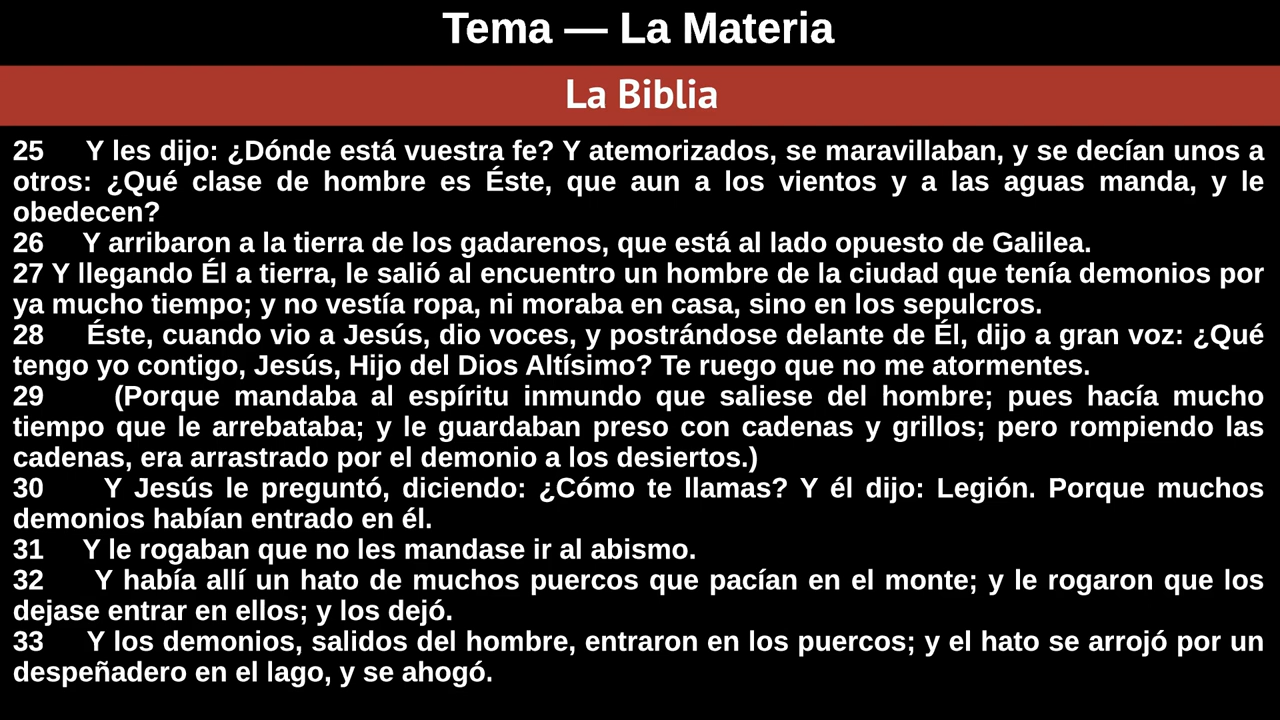 Tema — La Materia
La Biblia
25 Y les dijo: ¿Dónde está vuestra fe? Y atemorizados, se maravillaban, y se decían unos a
otros: ¿Qué clase de hombre es Éste, que aun a los vientos y a las aguas manda, y le
obedecen?
26 Y arribaron a la tierra de los gadarenos, que está al lado opuesto de Galilea.
27 Y llegando Él a tierra, le salió al encuentro un hombre de la ciudad que tenía demonios por
ya mucho tiempo; y no vestía ropa, ni moraba en casa, sino en los sepulcros.
28 Éste, cuando vio a Jesús, dio voces, y postrándose delante de Él, dijo a gran voz: ¿Qué
tengo yo contigo, Jesús, Hijo del Dios Altísimo? Te ruego que no me atormentes.
29 (Porque mandaba al espíritu inmundo que saliese del hombre; pues hacía mucho
tiempo que le arrebataba; y le guardaban preso con cadenas y grillos; pero rompiendo las
cadenas, era arrastrado por el demonio a los desiertos.)
30 Y Jesús le preguntó, diciendo: ¿Cómo te llamas? Y él dijo: Legión. Porque muchos
demonios habían entrado en él.
31 Y le rogaban que no les mandase ir al abismo.
32 Y había allí un hato de muchos puercos que pacían en el monte; y le rogaron que los
dejase entrar en ellos; y los dejó.
33 Y los demonios, salidos del hombre, entraron en los puercos; y el hato se arrojó por un
despeñadero en el lago, y se ahogó.